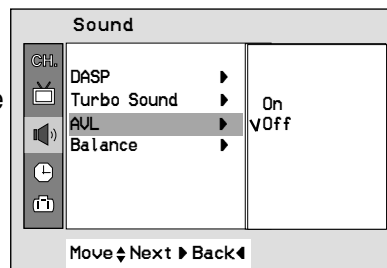 Sound
CH.
DASP
Turbo Sound
AVL
Balance
On
Off
Move Next Back